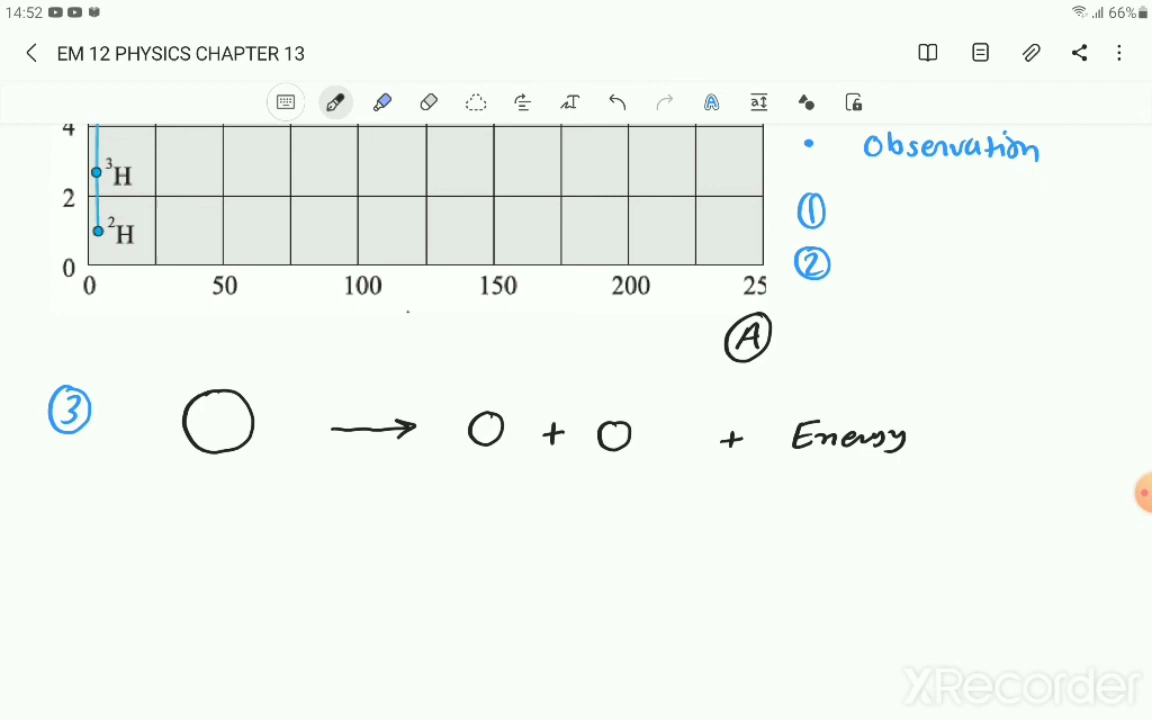 14:52 66%
EM 12 PHYSICS CHAPTER 13
4
³H
2
²H
0
0 50 100 150 200 25
A
• Observation
①
②
③ → + + Energy
XRecorder